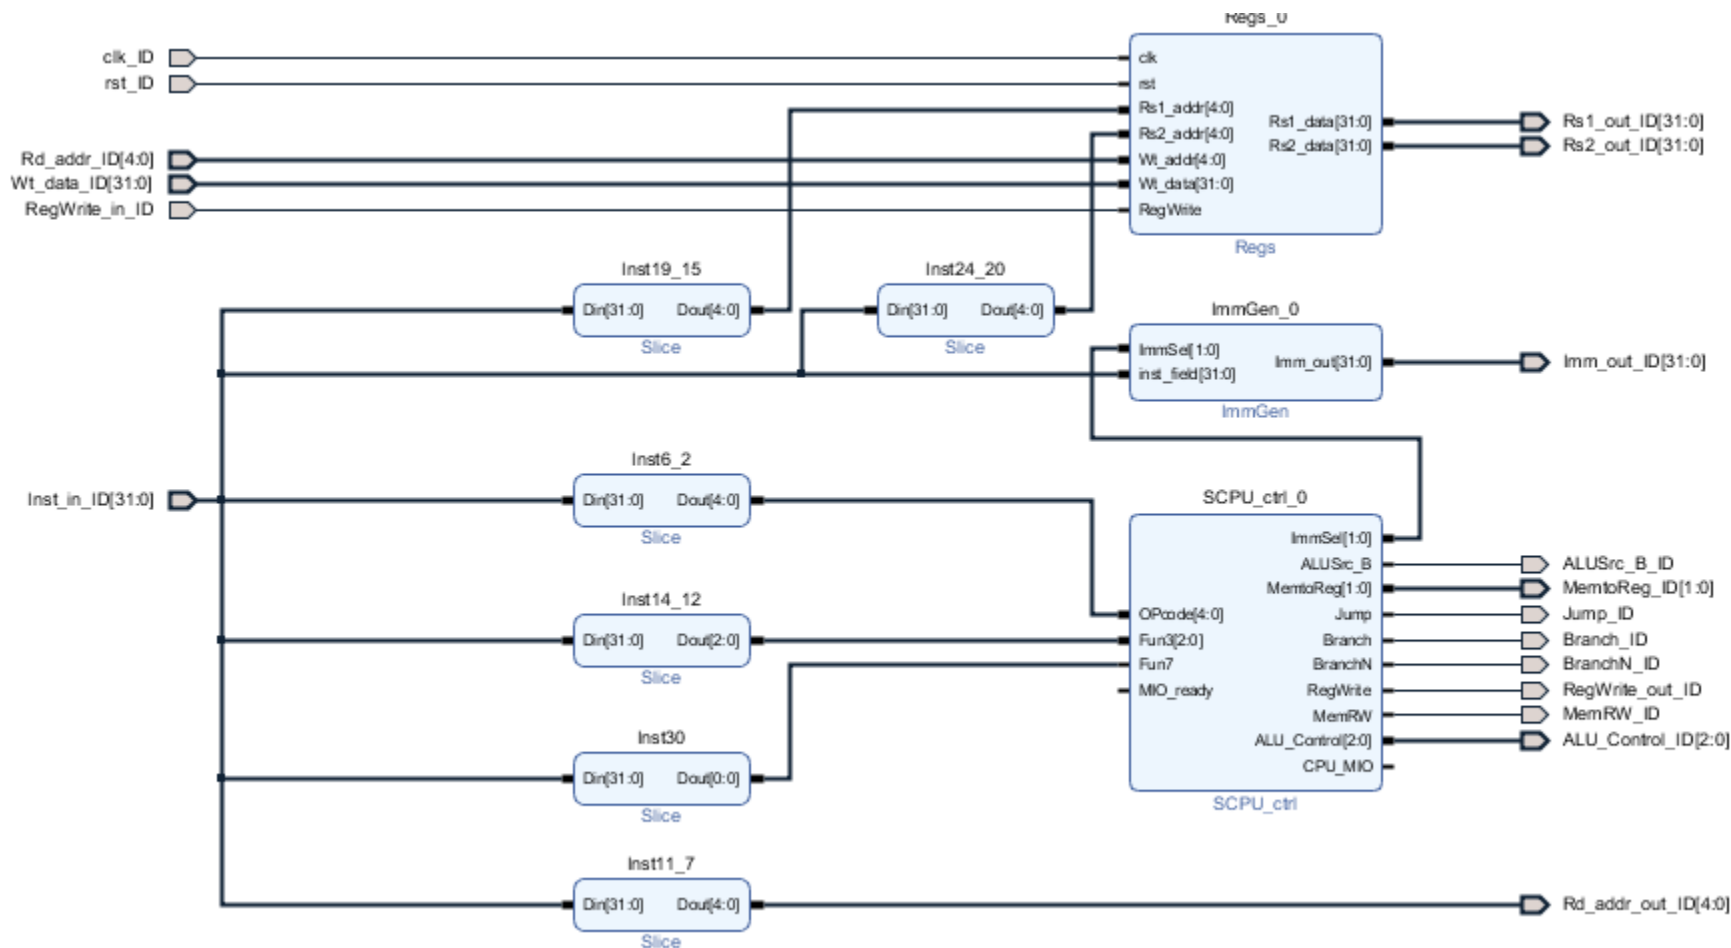 Regs_0
clk_ID
rst_ID
Rd_addr_ID[4:0]
Wt_data_ID[31:0]
RegWrite_in_ID
clk
rst
Rs1_addr[4:0]
Rs2_addr[4:0]
Wt_addr[4:0]
Wt_data[31:0]
RegWrite
Rs1_data[31:0]
Rs2_data[31:0]
Regs
Rs1_out_ID[31:0]
Rs2_out_ID[31:0]
Inst19_15
Din[31:0] Dout[4:0]
Slice
Inst24_20
Din[31:0] Dout[4:0]
Slice
ImmGen_0
ImmSel[1:0]
inst_field[31:0]
Imm_out[31:0]
ImmGen
Imm_out_ID[31:0]
Inst_in_ID[31:0]
Inst6_2
Din[31:0] Dout[4:0]
Slice
Inst14_12
Din[31:0] Dout[2:0]
Slice
Inst30
Din[31:0] Dout[0:0]
Slice
SCPU_ctrl_0
OPcode[4:0]
Fun3[2:0]
Fun7
MIO_ready
ImmSel[1:0]
ALUSrc_B
MemtoReg[1:0]
Jump
Branch
BranchN
RegWrite
MemRW
ALU_Control[2:0]
CPU_MIO
SCPU_ctrl
ALUSrc_B_ID
MemtoReg_ID[1:0]
Jump_ID
Branch_ID
BranchN_ID
RegWrite_out_ID
MemRW_ID
ALU_Control_ID[2:0]
Inst11_7
Din[31:0] Dout[4:0]
Slice
Rd_addr_out_ID[4:0]